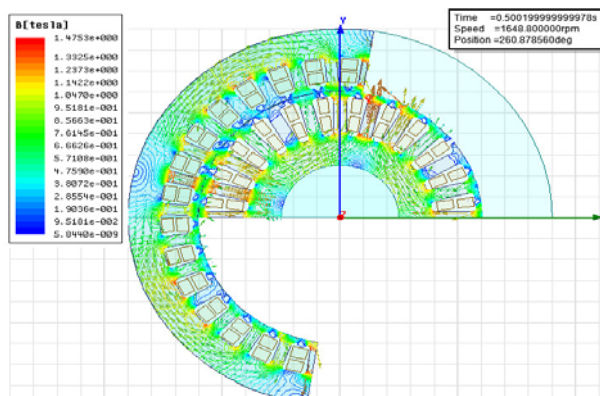 B[tesla]
1.4753e+000
1.3325e+000
1.2373e+000
1.1422e+000
1.0470e+000
9.5181e-001
8.5663e-001
7.6145e-001
6.6626e-001
5.7108e-001
4.7590e-001
3.8072e-001
2.8554e-001
1.9036e-001
9.5181e-002
5.0440e-009
Y
Time =0.500199999999978s
Speed =1648.800000rpm
Position =260.878560deg